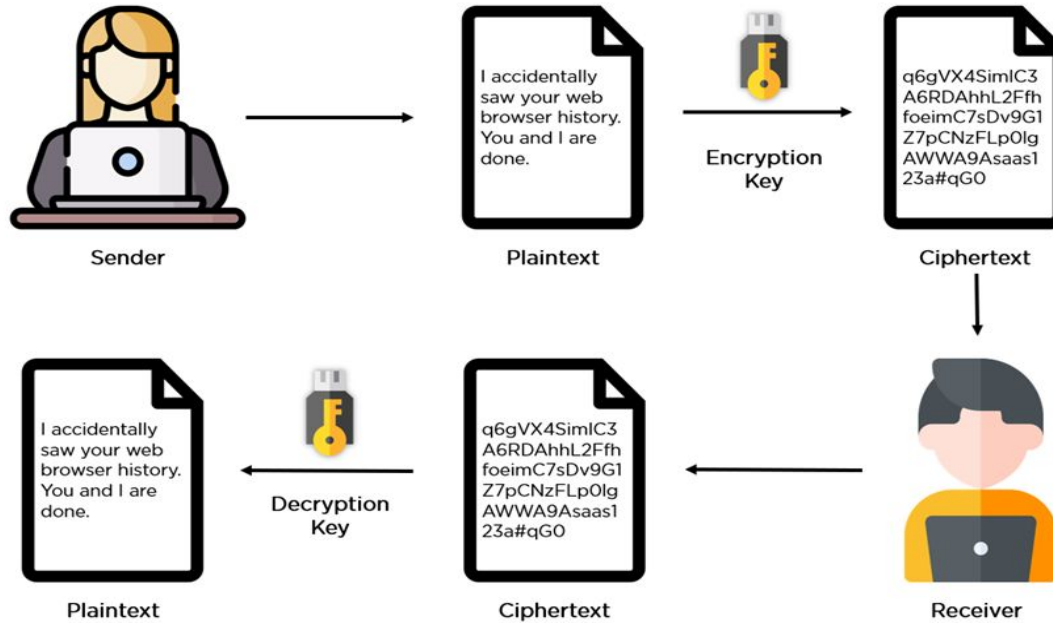 I accidentally
saw your web
browser history.
You and I are
done.
Encryption
Key
q6gVX4SimIC3
A6RDAhhL2Ffh
foeimC7sDv9G1
Z7pCNzFLp0Ig
AWWA9Asaas1
23a#qG0
Sender
Plaintext
Ciphertext
I accidentally
saw your web
browser history.
You and I are
done.
Decryption
Key
q6gVX4SimIC3
A6RDAhhL2Ffh
foeimC7sDv9G1
Z7pCNzFLp0Ig
AWWA9Asaas1
23a#qG0
Plaintext
Ciphertext
Receiver